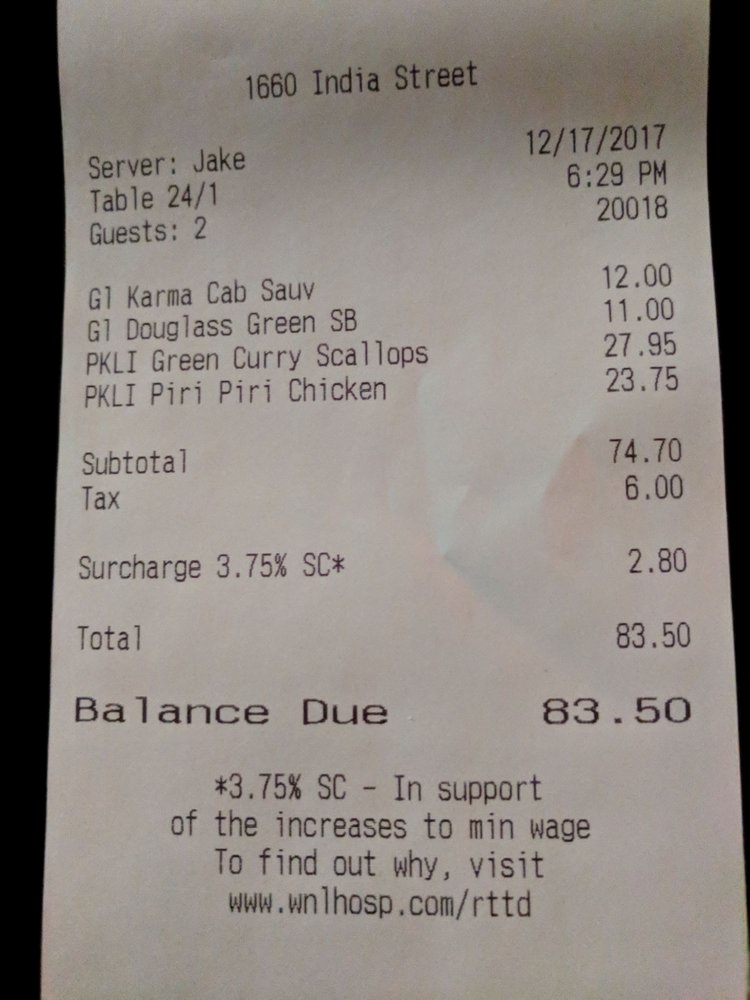 1660 India Street
Server: Jake 12/17/2017
Table 24/1 6:29 PM
Guests: 2 20018
Gl Karma Cab Sauv 12.00
Gl Douglass Green SB 11.00
PKLI Green Curry Scallops 27.95
PKLI Piri Piri Chicken 23.75
Subtotal 74.70
Tax 6.00
Surcharge 3.75% SC* 2.80
Total 83.50
Balance Due 83.50
*3.75% SC - In support
of the increases to min wage
To find out why, visit
www.wnlhosp.com/rttd